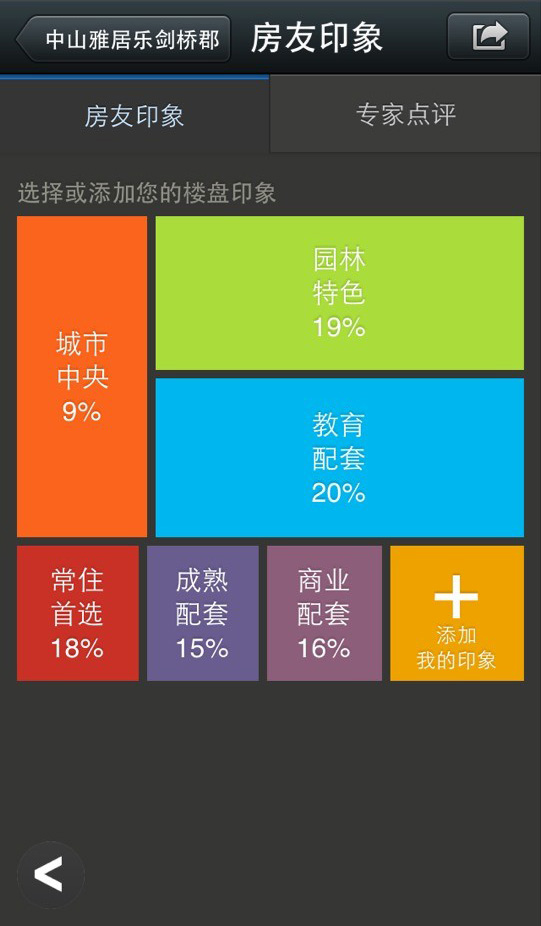 中山雅居乐剑桥郡
房友印象
房友印象
专家点评
选择或添加您的楼盘印象
城市
中央
9%
园林
特色
19%
教育
配套
20%
常住
首选
18%
成熟
配套
15%
商业
配套
16%
添加
我的印象